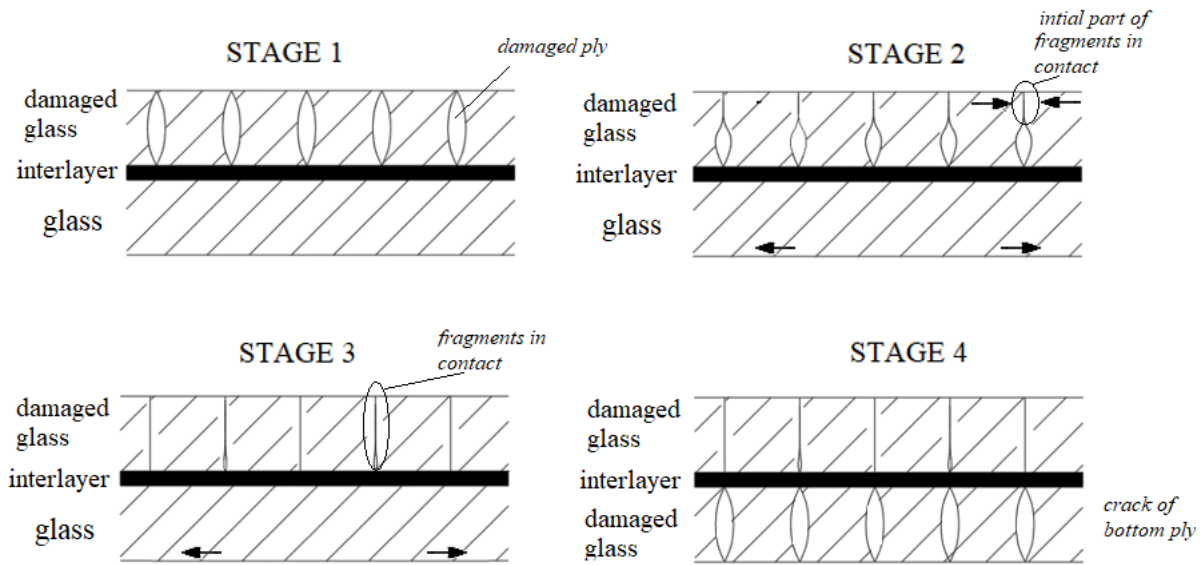 STAGE 1
damaged ply
damaged
glass
interlayer
glass
STAGE 2
intial part of
fragments in
contact
damaged
glass
interlayer
glass
STAGE 3
fragments in
contact
damaged
glass
interlayer
glass
STAGE 4
damaged
glass
interlayer
damaged
glass
crack of
bottom ply